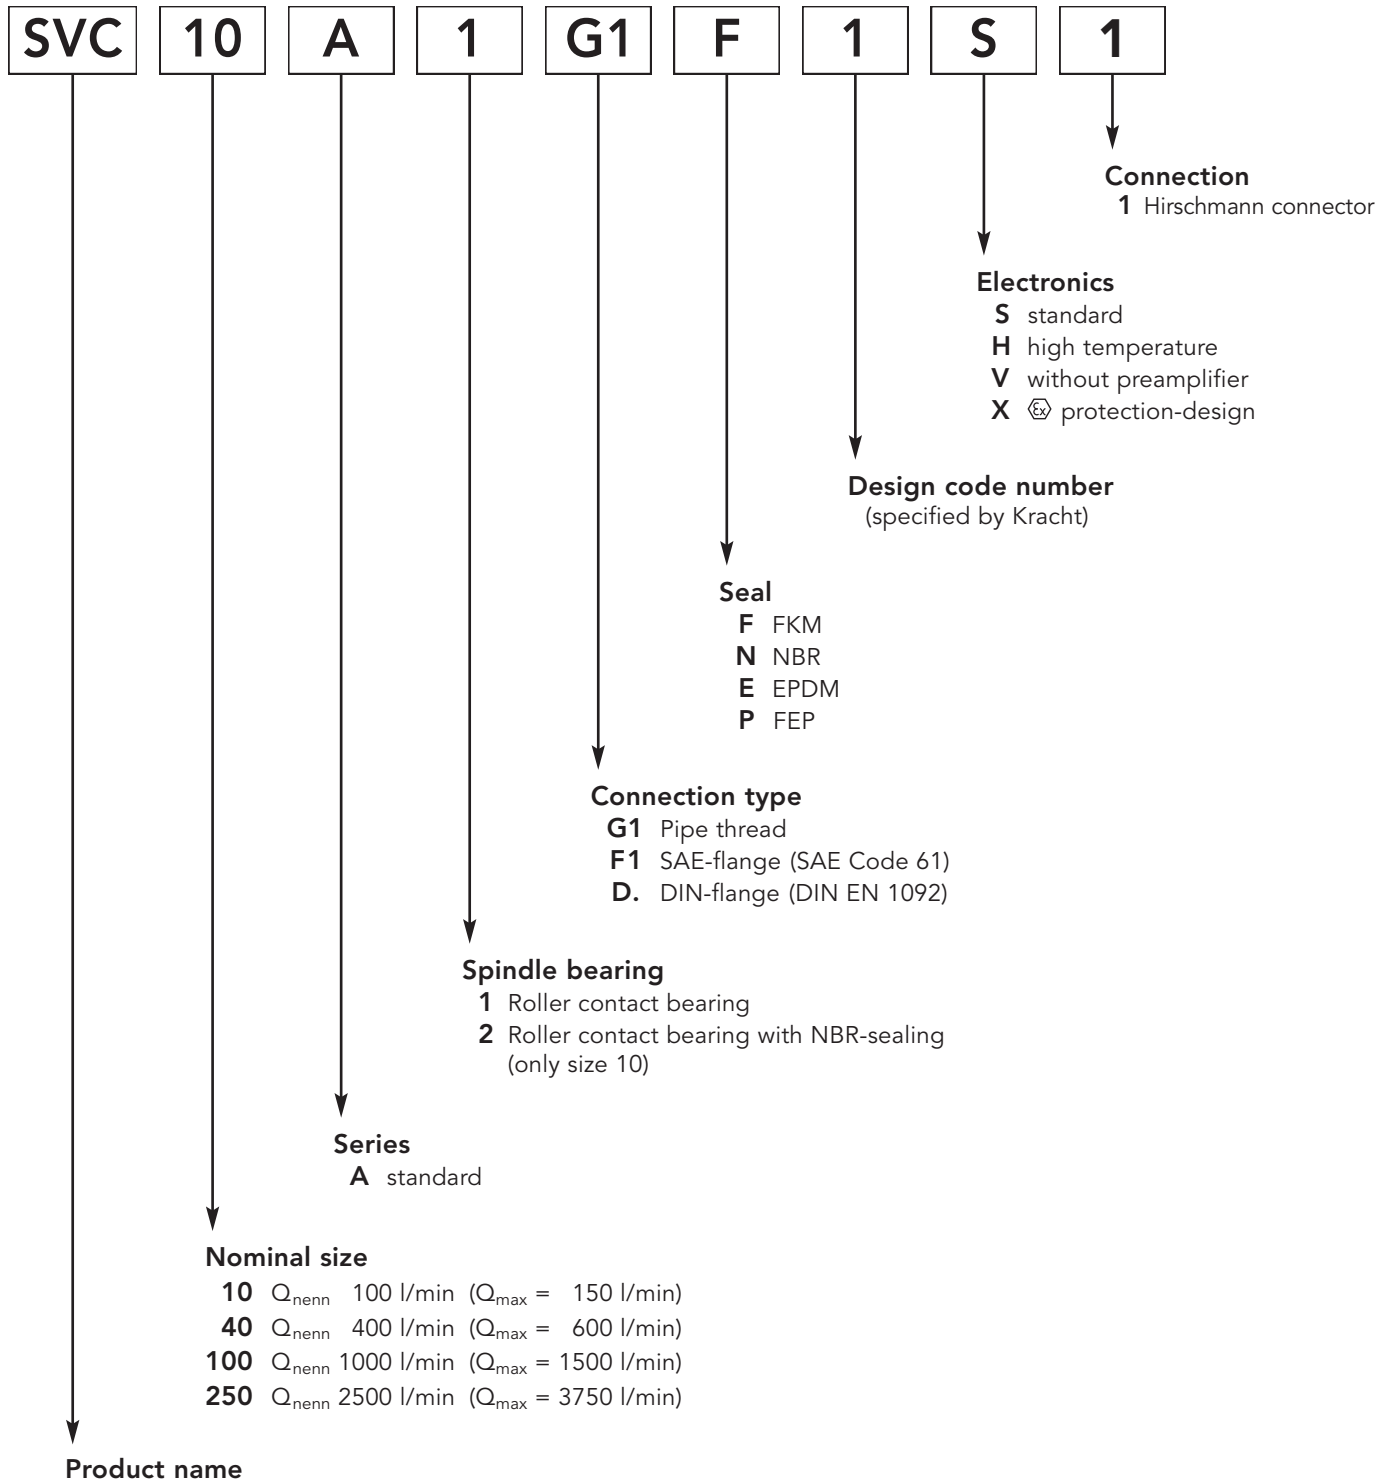 SVC 10 A 1 G1 F 1 S 1
Connection
1 Hirschmann connector
Electronics
S standard
H high temperature
V without preamplifier
X Ex protection-design
Design code number
(specified by Kracht)
Seal
F FKM
N NBR
E EPDM
P FEP
Connection type
G1 Pipe thread
F1 SAE-flange (SAE Code 61)
D. DIN-flange (DIN EN 1092)
Spindle bearing
1 Roller contact bearing
2 Roller contact bearing with NBR-sealing
(only size 10)
Series
A standard
Nominal size
10 Qnenn 100 l/min (Qmax = 150 l/min)
40 Qnenn 400 l/min (Qmax = 600 l/min)
100 Qnenn 1000 l/min (Qmax = 1500 l/min)
250 Qnenn 2500 l/min (Qmax = 3750 l/min)
Product name